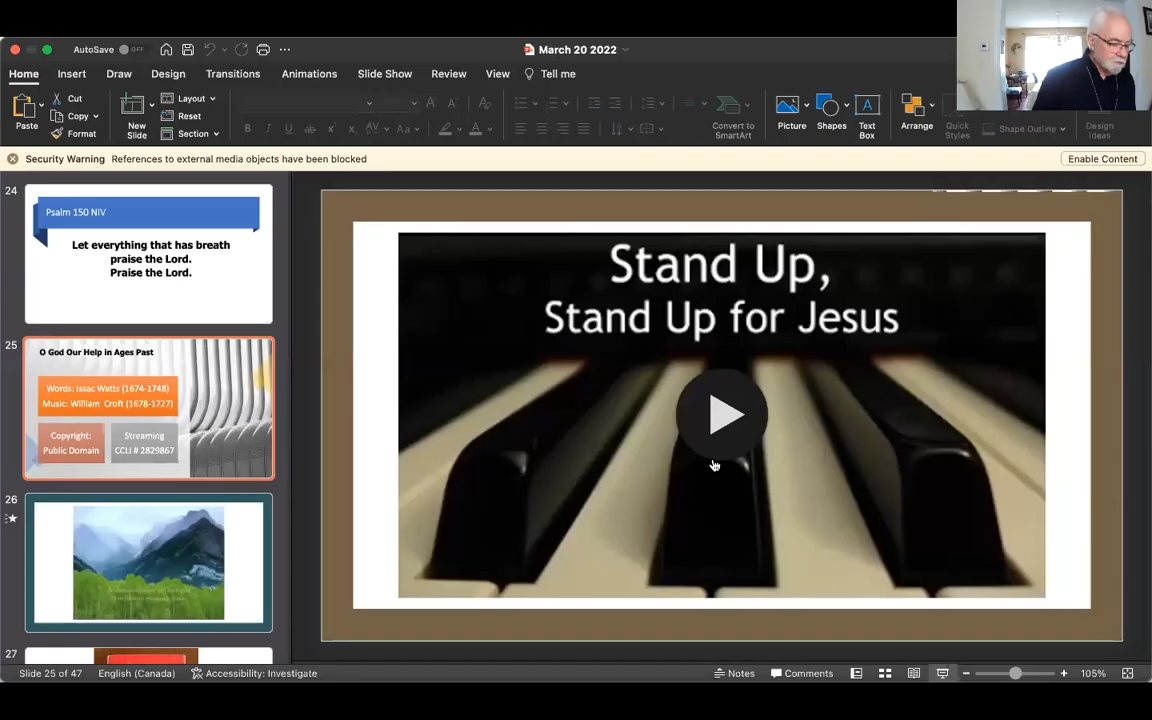 AutoSave OFF
March 20 2022
Home Insert Draw Design Transitions Animations Slide Show Review View Tell me
Paste
Cut
Copy
Format
New
Slide
Layout
Reset
Section
Convert to
SmartArt
Picture
Shapes
Text
Box
Arrange
Quick
Styles
Shape Outline
Design
Ideas
Security Warning References to external media objects have been blocked
Enable Content
24
Psalm 150 NIV
Let everything that has breath
praise the Lord.
Praise the Lord.
25
O God Our Help in Ages Past
Words: Issac Watts (1674-1748)
Music: William Croft (1678-1727)
Copyright:
Public Domain
Streaming
CCLI # 2829867
26
27
Stand Up,
Stand Up for Jesus
Slide 25 of 47 English (Canada) Accessibility: Investigate
Notes Comments 105%